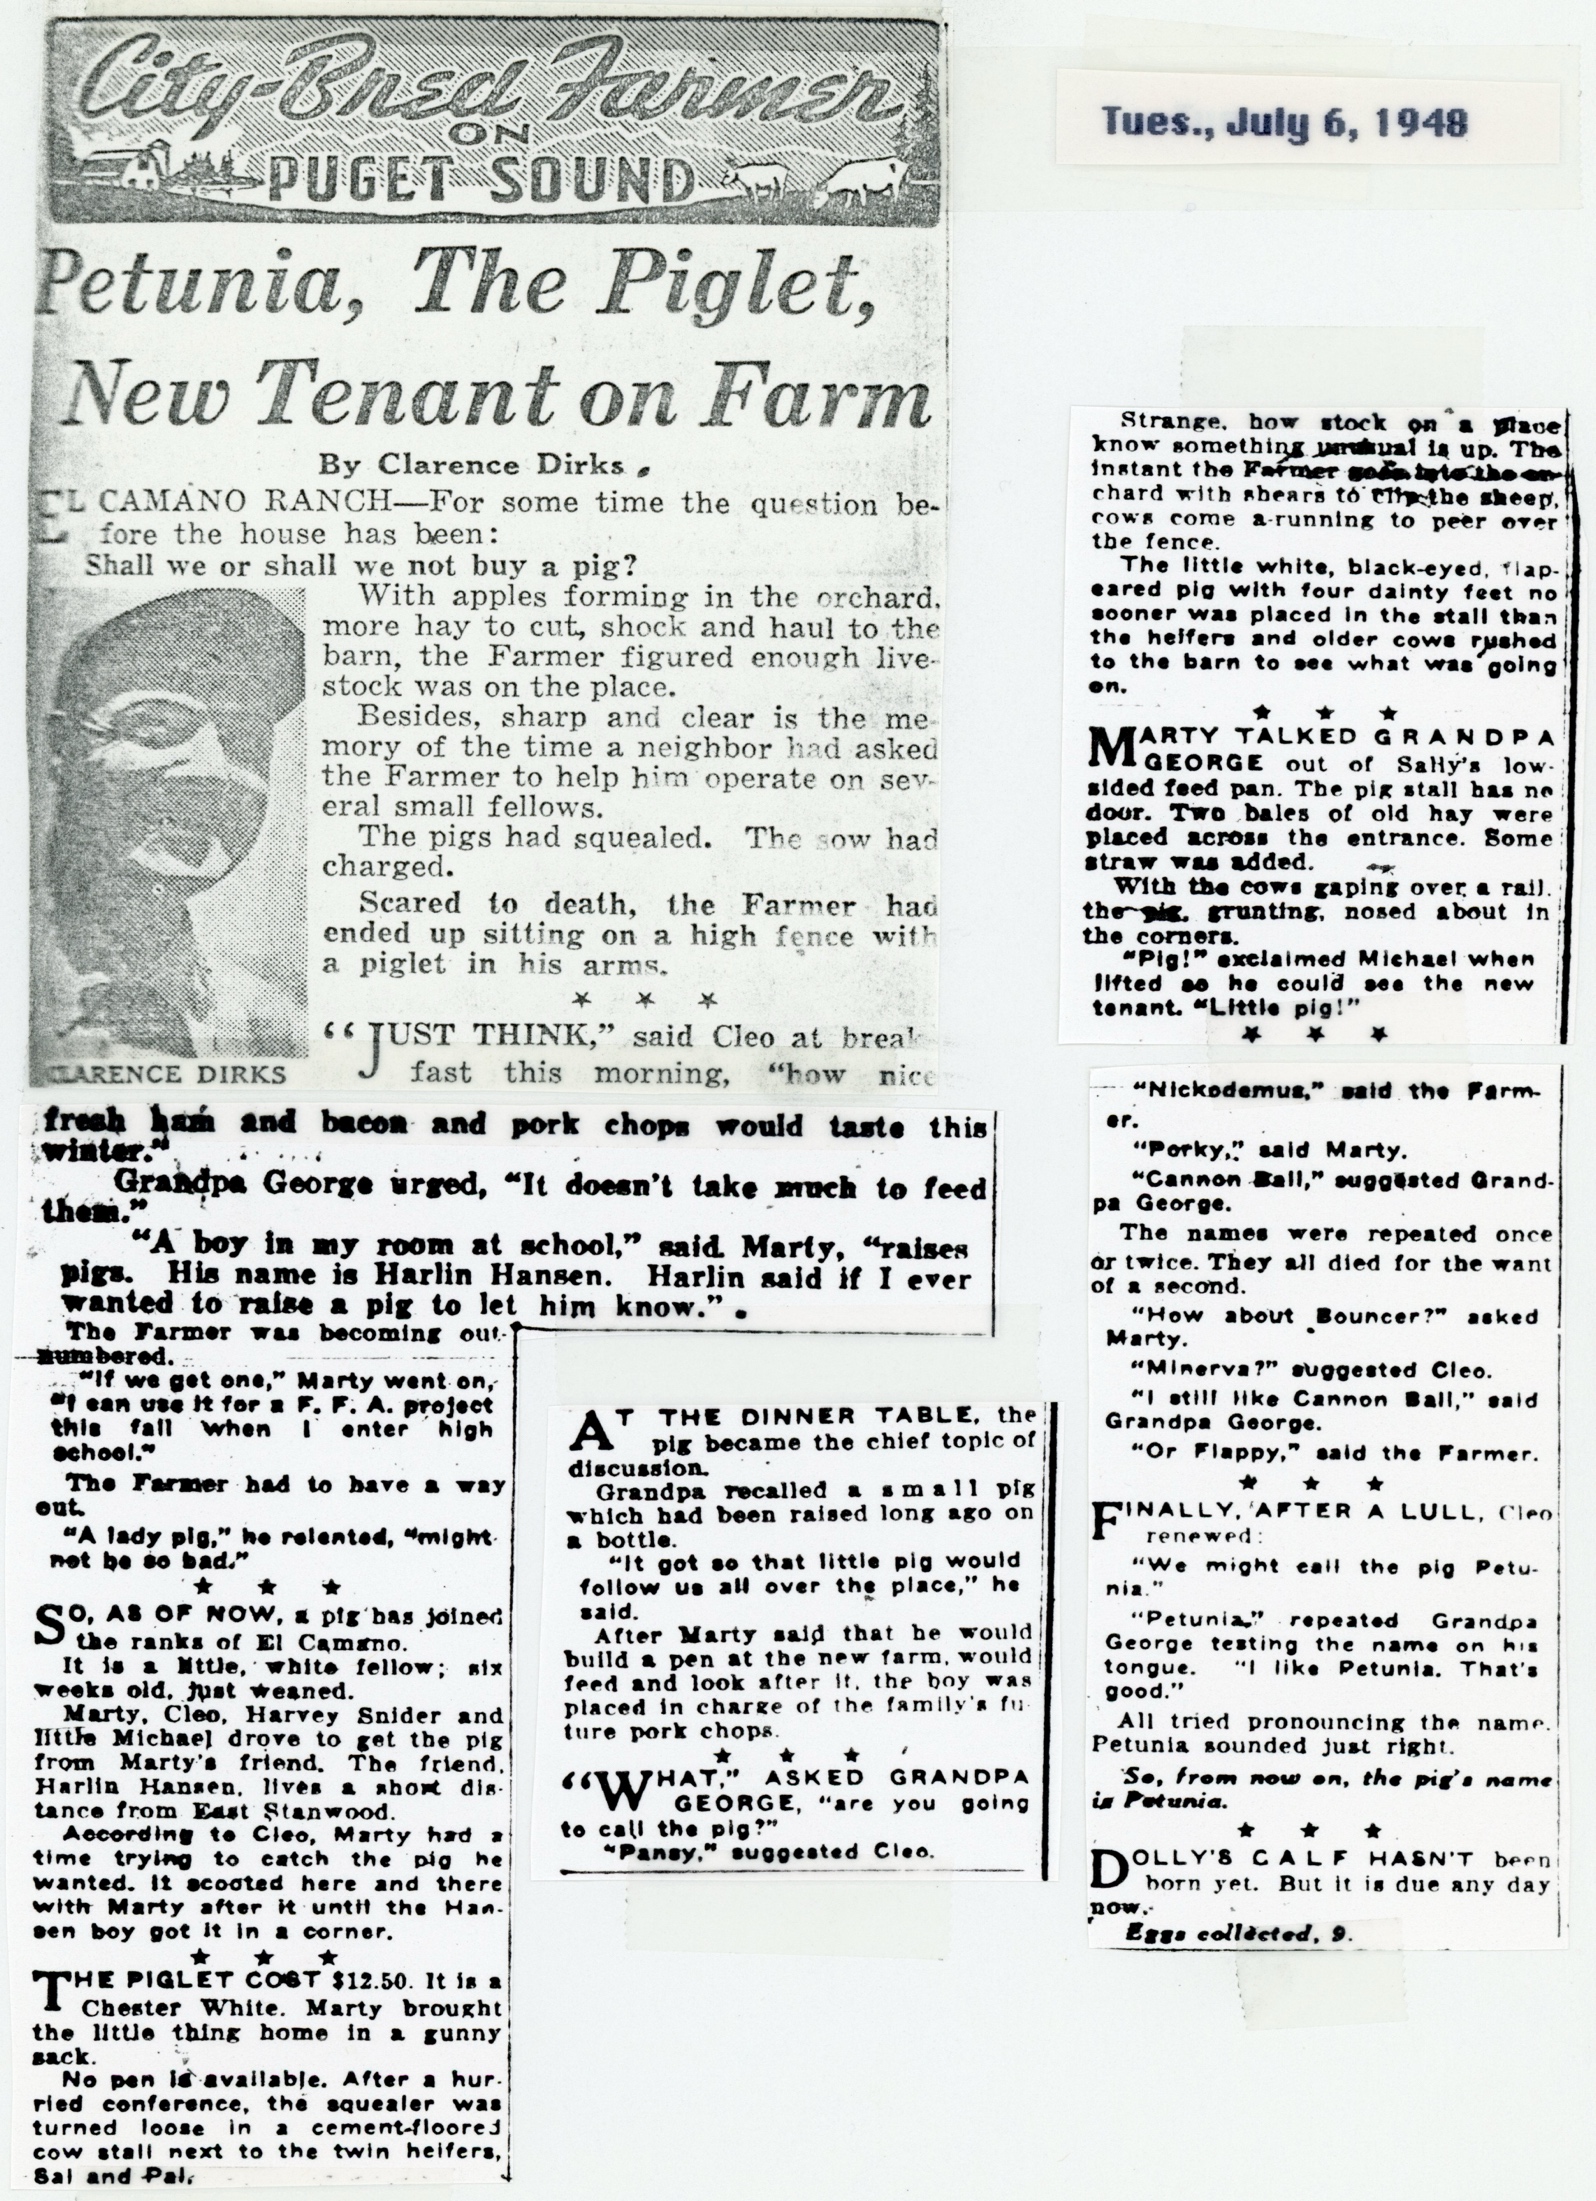 City-Bred Farmer
ON
PUGET SOUND
Tues., July 6, 1948
Petunia, The Piglet,
New Tenant on Farm
By Clarence Dirks.
EL CAMANO RANCH—For some time the question be-
fore the house has been:
Shall we or shall we not buy a pig?
With apples forming in the orchard,
more hay to cut, shock and haul to the
barn, the Farmer figured enough live-
stock was on the place.
Besides, sharp and clear is the me-
mory of the time a neighbor had asked
the Farmer to help him operate on sev-
eral small fellows.
The pigs had squealed. The sow had
charged.
Scared to death, the Farmer had
ended up sitting on a high fence with
a piglet in his arms.
★ ★ ★
CLARENCE DIRKS
“JUST THINK,” said Cleo at break-
fast this morning, “how nice
fresh ham and bacon and pork chops would taste this
winter.”
Grandpa George urged, “It doesn't take much to feed
them.”
“A boy in my room at school,” said Marty, “raises
pigs. His name is Harlin Hansen. Harlin said if I ever
wanted to raise a pig to let him know.”
The Farmer was becoming out-
numbered.
“If we get one,” Marty went on,
“I can use it for a F. F. A. project
this fall when I enter high
school.”
The Farmer had to have a way
out.
“A lady pig,” he relented, “might
not be so bad.”
★ ★ ★
SO, AS OF NOW, a pig has joined
the ranks of El Camano.
It is a little, white fellow; six
weeks old, just weaned.
Marty, Cleo, Harvey Snider and
little Michael drove to get the pig
from Marty's friend. The friend,
Harlin Hansen, lives a short dis-
tance from East Stanwood.
According to Cleo, Marty had a
time trying to catch the pig he
wanted. It scooted here and there
with Marty after it until the Han-
sen boy got it in a corner.
★ ★ ★
THE PIGLET COST $12.50. It is a
Chester White. Marty brought
the little thing home in a gunny
sack.
No pen is available. After a hur-
ried conference, the squealer was
turned loose in a cement-floored
cow stall next to the twin heifers,
Sal and Pal.
Strange, how stock on a place
know something unusual is up. The
instant the Farmer goes into the or-
chard with shears to clip the sheep,
cows come a-running to peer over
the fence.
The little white, black-eyed, flap-
eared pig with four dainty feet no
sooner was placed in the stall than
the heifers and older cows rushed
to the barn to see what was going
on.
★ ★ ★
MARTY TALKED GRANDPA
GEORGE out of Sally's low-
sided feed pan. The pig stall has no
door. Two bales of old hay were
placed across the entrance. Some
straw was added.
With the cows gaping over a rail,
the pig, grunting, nosed about in
the corners.
“Pig!” exclaimed Michael when
lifted so he could see the new
tenant. “Little pig!”
★ ★ ★
AT THE DINNER TABLE, the
pig became the chief topic of
discussion.
Grandpa recalled a small pig
which had been raised long ago on
a bottle.
“It got so that little pig would
follow us all over the place,” he
said.
After Marty said that he would
build a pen at the new farm, would
feed and look after it, the boy was
placed in charge of the family's fu-
ture pork chops.
★ ★ ★
“WHAT,” ASKED GRANDPA
GEORGE, “are you going
to call the pig?”
“Pansy,” suggested Cleo.
“Nickodemus,” said the Farm-
er.
“Porky,” said Marty.
“Cannon Ball,” suggested Grand-
pa George.
The names were repeated once
or twice. They all died for the want
of a second.
“How about Bouncer?” asked
Marty.
“Minerva?” suggested Cleo.
“I still like Cannon Ball,” said
Grandpa George.
“Or Flappy,” said the Farmer.
★ ★ ★
FINALLY, AFTER A LULL, Cleo
renewed:
“We might call the pig Petu-
nia.”
“Petunia,” repeated Grandpa
George testing the name on his
tongue. “I like Petunia. That's
good.”
All tried pronouncing the name.
Petunia sounded just right.
So, from now on, the pig's name
is Petunia.
★ ★ ★
DOLLY'S CALF HASN'T been
born yet. But it is due any day
now.
Eggs collected, 9.